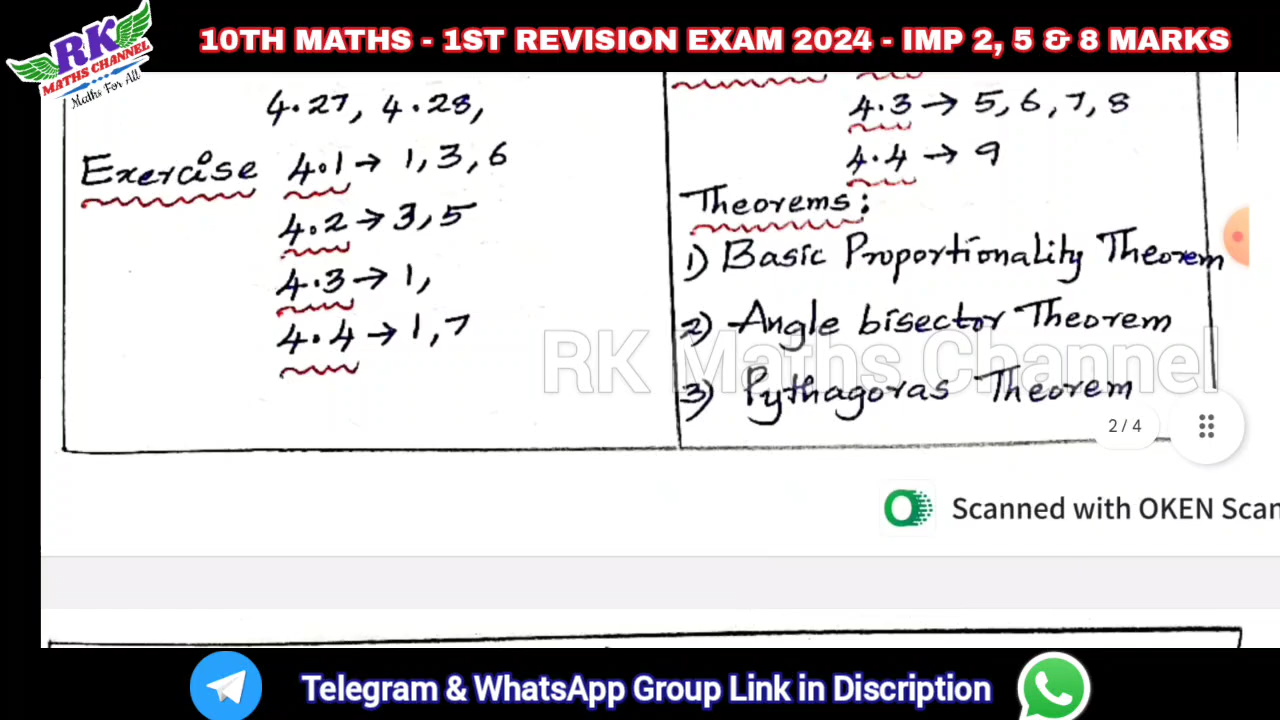 RK
MATHS CHANNEL
Maths For All
10TH MATHS - 1ST REVISION EXAM 2024 - IMP 2, 5 & 8 MARKS
4.27, 4.28,
Exercise 4.1 → 1, 3, 6
4.2 → 3, 5
4.3 → 1,
4.4 → 1, 7
4.3 → 5, 6, 7, 8
4.4 → 9
Theorems:
1) Basic Proportionality Theorem
2) Angle bisector Theorem
3) Pythagoras Theorem
RK Maths Channel
2 / 4
Scanned with OKEN Scan
Telegram & WhatsApp Group Link in Discription